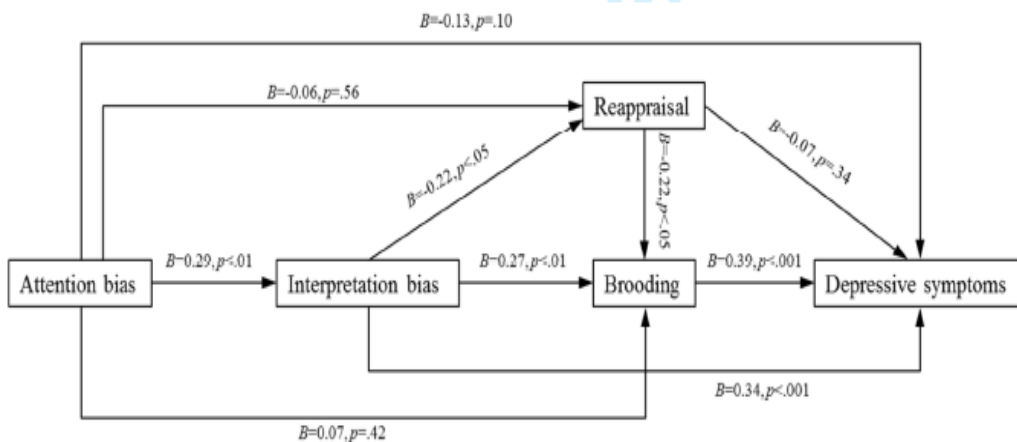 B=-0.13, p=.10
B=-0.06, p=.56
Reappraisal
B=-0.22, p<.05
B=-0.22, p<.05
B=-0.07, p=.34
Attention bias
B=0.29, p<.01
Interpretation bias
B=0.27, p<.01
Brooding
B=0.39, p<.001
Depressive symptoms
B=0.34, p<.001
B=0.07, p=.42